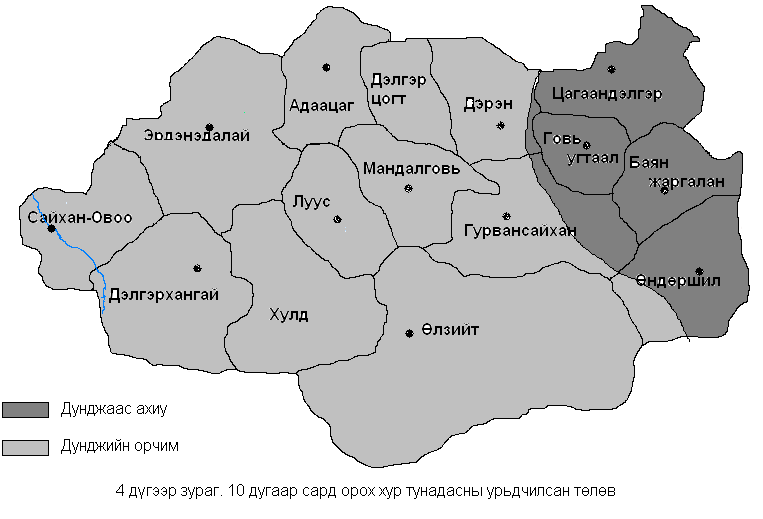 Дэлгэр
цогт
Адаацаг
Дэрэн
Цагаандэлгэр
Эрдэнэдалай
Говь
угтаал
Мандалговь
Баян
жаргалан
Луус
Сайхан-Овоо
Гурвансайхан
Дэлгэрхангай
Өндөршил
Хулд
Өлзийт
Дунджаас ахиу
Дунджийн орчим
4 дүгээр зураг. 10 дугаар сард орох хур тунадасны урьдчилсан төлөв